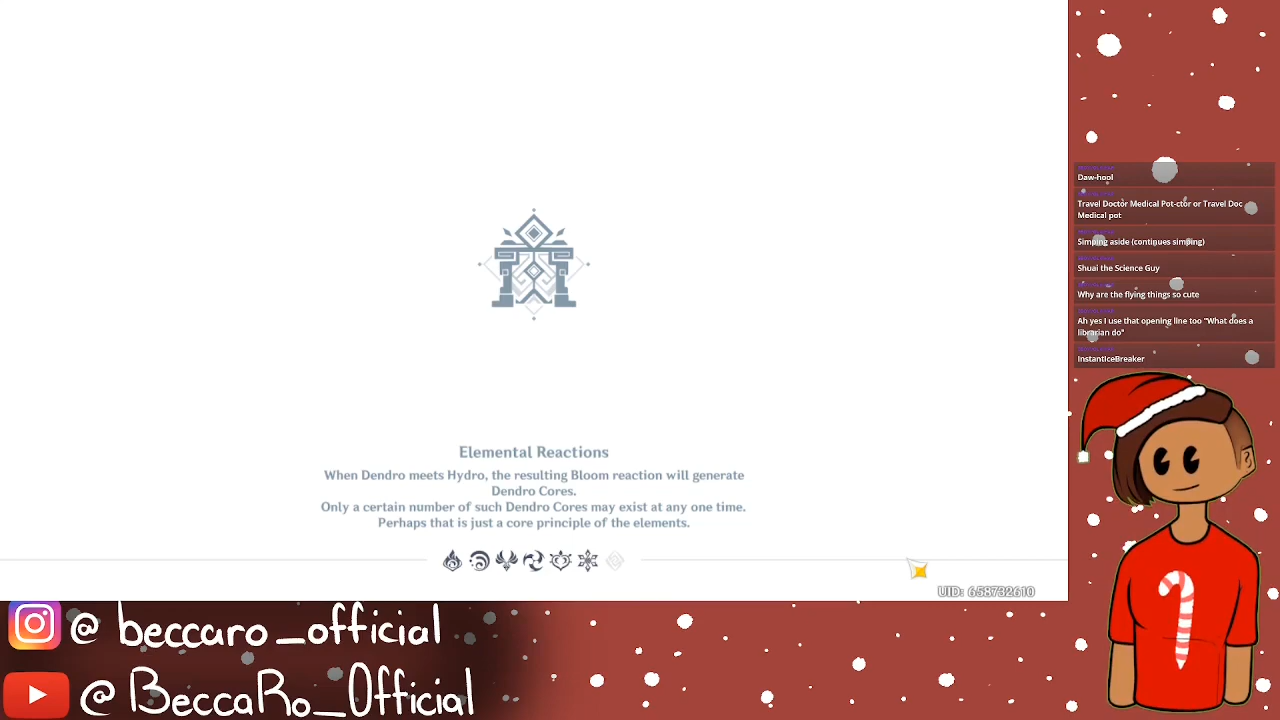 Daw-hool
Travel Doctor Medical Pot-ctor or Travel Doc
Medical pot
Simping aside (continues simping)
Shuai the Science Guy
Why are the flying things so cute
Ah yes I use that opening line too "What does a
librarian do"
InstantIceBreaker
Elemental Reactions
When Dendro meets Hydro, the resulting Bloom reaction will generate
Dendro Cores.
Only a certain number of such Dendro Cores may exist at any one time.
Perhaps that is just a core principle of the elements.
UID: 658732610
@ beccaro_official
@ BeccaRo_Official